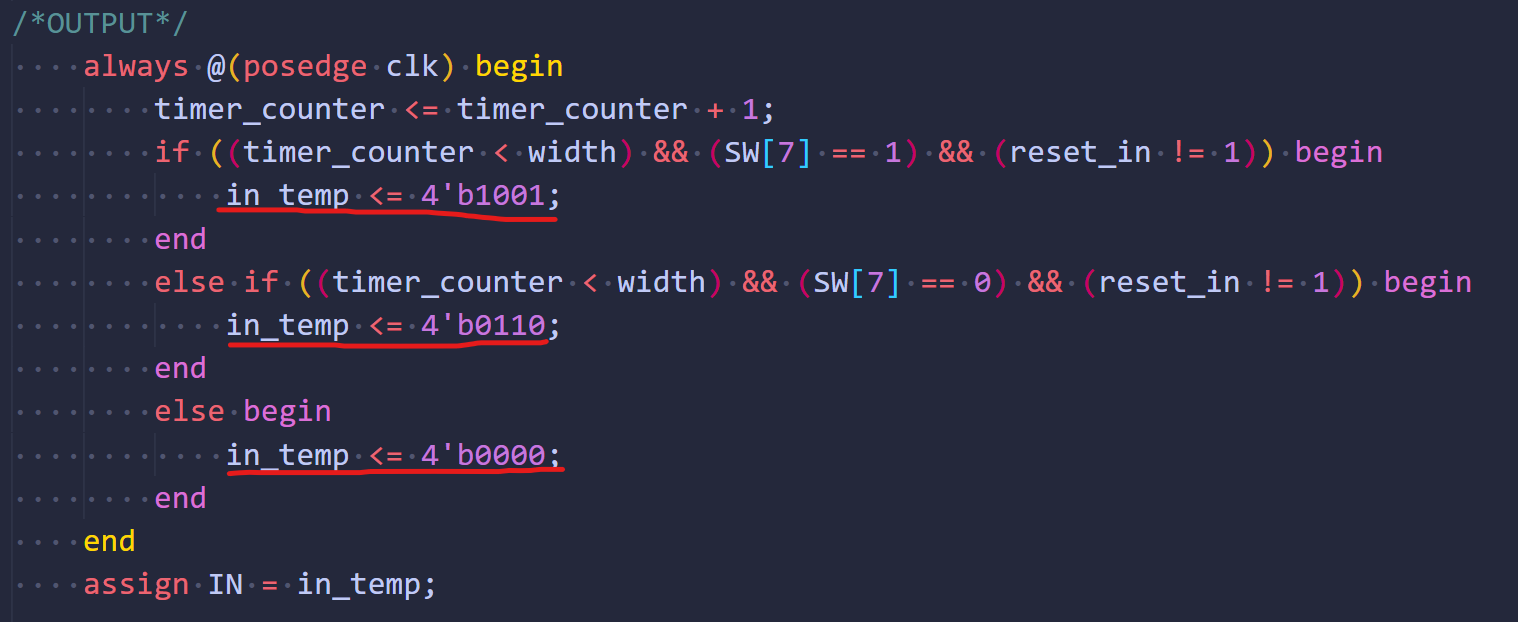 /*OUTPUT*/
always @(posedge clk) begin
timer_counter <= timer_counter + 1;
if ((timer_counter < width) && (SW[7] == 1) && (reset_in != 1)) begin
in_temp <= 4'b1001;
end
else if ((timer_counter < width) && (SW[7] == 0) && (reset_in != 1)) begin
in_temp <= 4'b0110;
end
else begin
in_temp <= 4'b0000;
end
end
assign IN = in_temp;